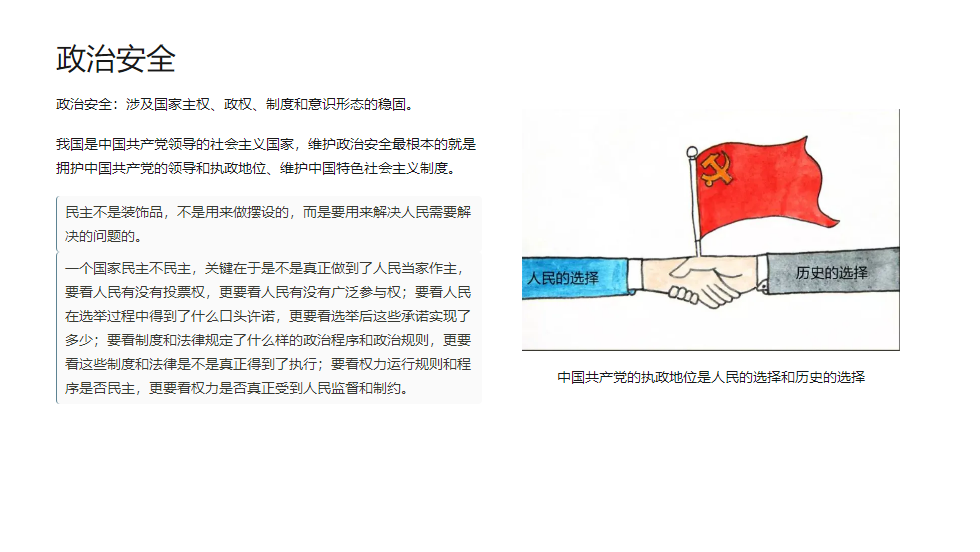 政治安全
政治安全：涉及国家主权、政权、制度和意识形态的稳固。
我国是中国共产党领导的社会主义国家，维护政治安全最根本的就是
拥护中国共产党的领导和执政地位、维护中国特色社会主义制度。
民主不是装饰品，不是用来做摆设的，而是要用来解决人民需要解
决的问题的。
一个国家民主不民主，关键在于是不是真正做到了人民当家作主，
要看人民有没有投票权，更要看人民有没有广泛参与权；要看人民
在选举过程中得到了什么口头许诺，更要看选举后这些承诺实现了
多少；要看制度和法律规定了什么样的政治程序和政治规则，更要
看这些制度和法律是不是真正得到了执行；要看权力运行规则和程
序是否民主，更要看权力是否真正受到人民监督和制约。
人民的选择
历史的选择
中国共产党的执政地位是人民的选择和历史的选择